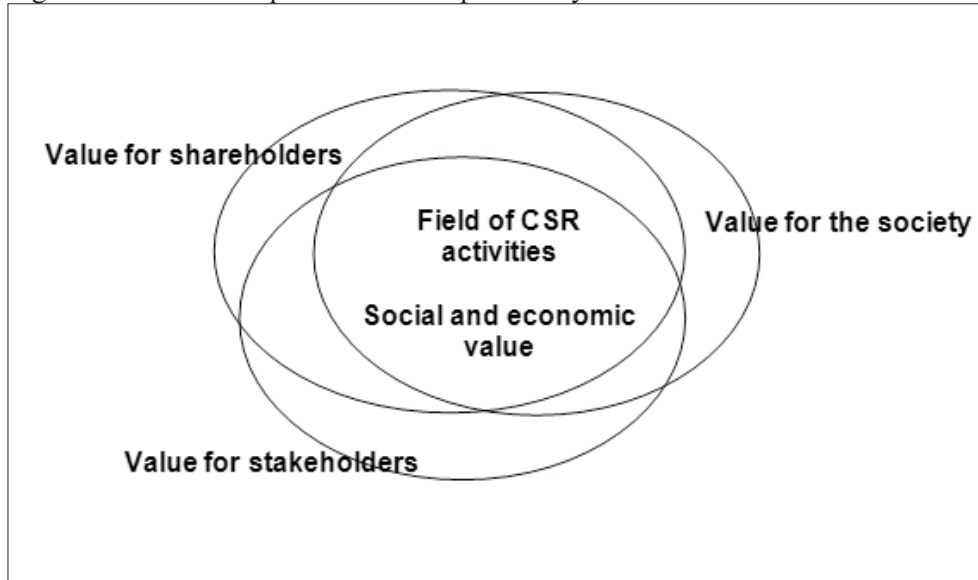 Value for shareholders
Field of CSR
activities
Value for the society
Social and economic
value
Value for stakeholders